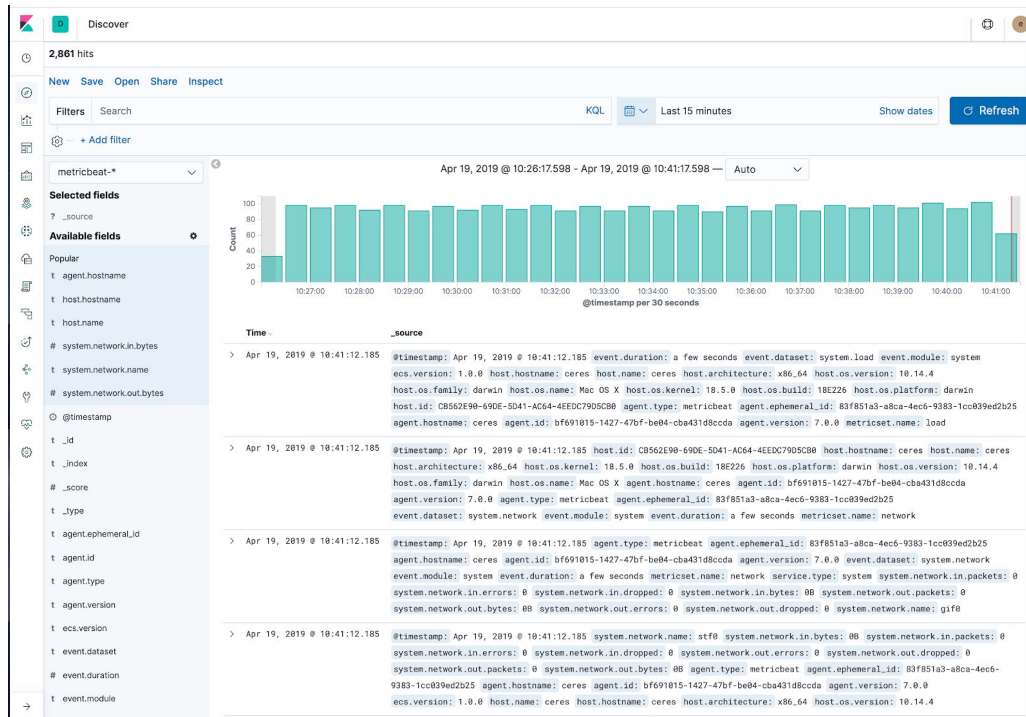 D Discover e
2,861 hits
New Save Open Share Inspect
Filters Search KQL Last 15 minutes Show dates Refresh
+ Add filter
metricbeat-*
Selected fields
? _source
Available fields
Popular
t agent.hostname
t host.hostname
t host.name
# system.network.in.bytes
t system.network.name
# system.network.out.bytes
@timestamp
t _id
t _index
# _score
t _type
t agent.ephemeral_id
t agent.id
t agent.type
t agent.version
t ecs.version
t event.dataset
# event.duration
t event.module
Apr 19, 2019 @ 10:26:17.598 - Apr 19, 2019 @ 10:41:17.598 — Auto
Count
100
80
60
40
20
0
10:27:00 10:28:00 10:29:00 10:30:00 10:31:00 10:32:00 10:33:00 10:34:00 10:35:00 10:36:00 10:37:00 10:38:00 10:39:00 10:40:00 10:41:00
@timestamp per 30 seconds
Time _source
> Apr 19, 2019 @ 10:41:12.185 @timestamp: Apr 19, 2019 @ 10:41:12.185 event.duration: a few seconds event.dataset: system.load event.module: system
ecs.version: 1.0.0 host.hostname: ceres host.name: ceres host.architecture: x86_64 host.os.version: 10.14.4
host.os.family: darwin host.os.name: Mac OS X host.os.kernel: 18.5.0 host.os.build: 18E226 host.os.platform: darwin
host.id: CB562E90-69DE-5D41-AC64-4EEDC79D5CB0 agent.type: metricbeat agent.ephemeral_id: 83f851a3-a8ca-4ec6-9383-1cc039ed2b25
agent.hostname: ceres agent.id: bf691015-1427-47bf-be04-cba431d8ccda agent.version: 7.0.0 metricset.name: load
> Apr 19, 2019 @ 10:41:12.185 @timestamp: Apr 19, 2019 @ 10:41:12.185 host.id: CB562E90-69DE-5D41-AC64-4EEDC79D5CB0 host.hostname: ceres host.name: ceres
host.architecture: x86_64 host.os.kernel: 18.5.0 host.os.build: 18E226 host.os.platform: darwin host.os.version: 10.14.4
host.os.family: darwin host.os.name: Mac OS X agent.hostname: ceres agent.id: bf691015-1427-47bf-be04-cba431d8ccda
agent.version: 7.0.0 agent.type: metricbeat agent.ephemeral_id: 83f851a3-a8ca-4ec6-9383-1cc039ed2b25
event.dataset: system.network event.module: system event.duration: a few seconds metricset.name: network
> Apr 19, 2019 @ 10:41:12.185 @timestamp: Apr 19, 2019 @ 10:41:12.185 agent.type: metricbeat agent.ephemeral_id: 83f851a3-a8ca-4ec6-9383-1cc039ed2b25
agent.hostname: ceres agent.id: bf691015-1427-47bf-be04-cba431d8ccda agent.version: 7.0.0 event.dataset: system.network
event.module: system event.duration: a few seconds metricset.name: network service.type: system system.network.in.packets: 0
system.network.in.errors: 0 system.network.in.dropped: 0 system.network.in.bytes: 0B system.network.out.packets: 0
system.network.out.bytes: 0B system.network.out.errors: 0 system.network.out.dropped: 0 system.network.name: gif0
> Apr 19, 2019 @ 10:41:12.185 @timestamp: Apr 19, 2019 @ 10:41:12.185 system.network.name: stf0 system.network.in.bytes: 0B system.network.in.packets: 0
system.network.in.errors: 0 system.network.in.dropped: 0 system.network.out.errors: 0 system.network.out.dropped: 0
system.network.out.packets: 0 system.network.out.bytes: 0B agent.type: metricbeat agent.ephemeral_id: 83f851a3-a8ca-4ec6-
9383-1cc039ed2b25 agent.hostname: ceres agent.id: bf691015-1427-47bf-be04-cba431d8ccda agent.version: 7.0.0
ecs.version: 1.0.0 host.name: ceres host.hostname: ceres host.architecture: x86_64 host.os.version: 10.14.4